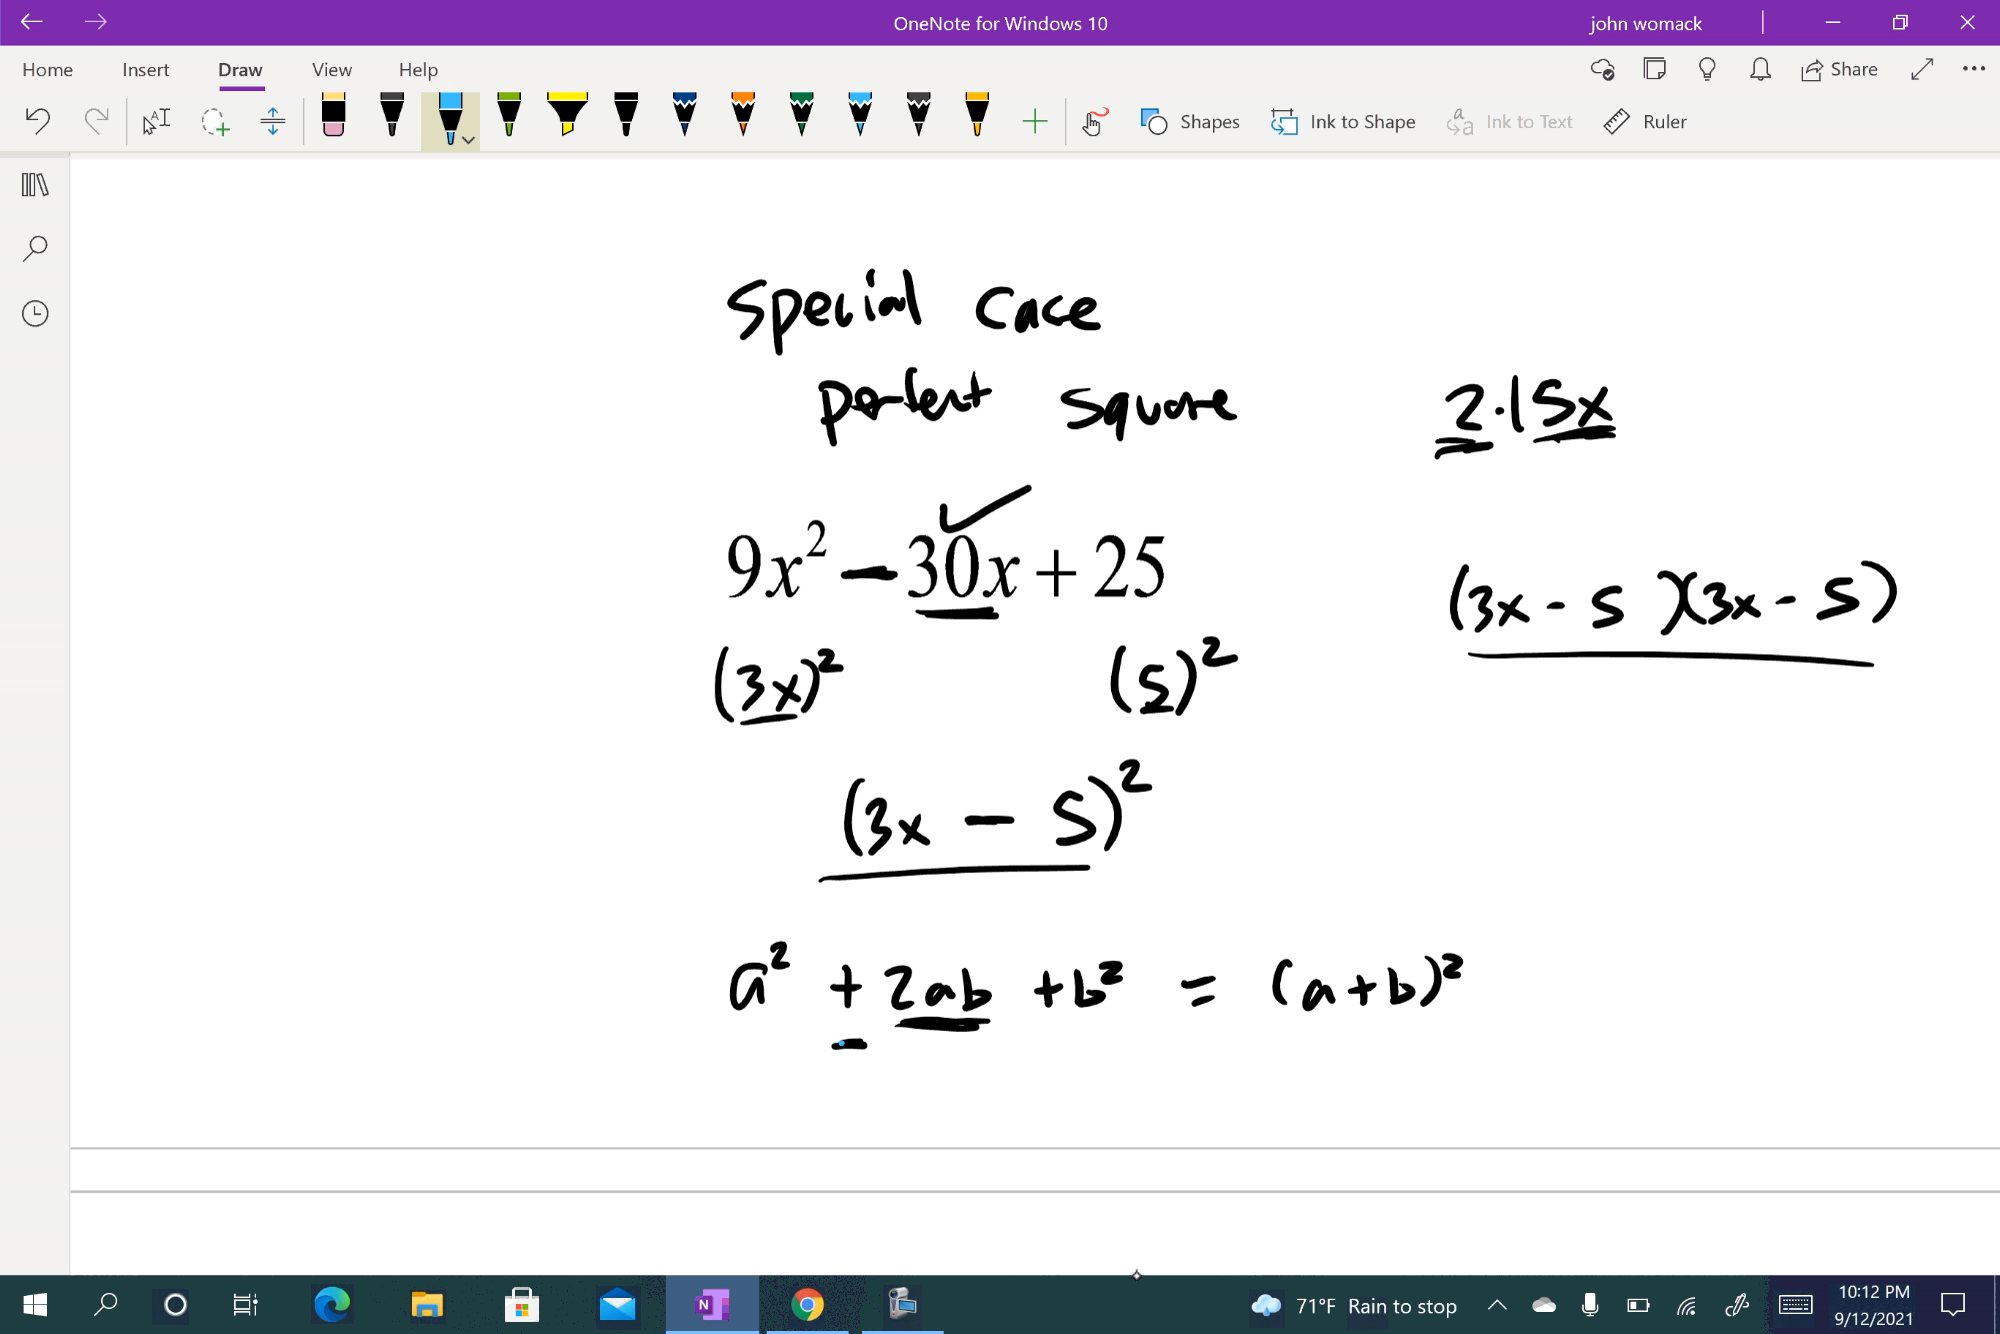 OneNote for Windows 10
john womack
Home Insert Draw View Help
Share
Shapes Ink to Shape Ink to Text Ruler
Special Case
perfect square
2·15x
9x² − 30x + 25
(3x - 5)(3x - 5)
(3x)² (5)²
(3x − 5)²
a² + 2ab + b² = (a+b)²
71°F Rain to stop
10:12 PM
9/12/2021